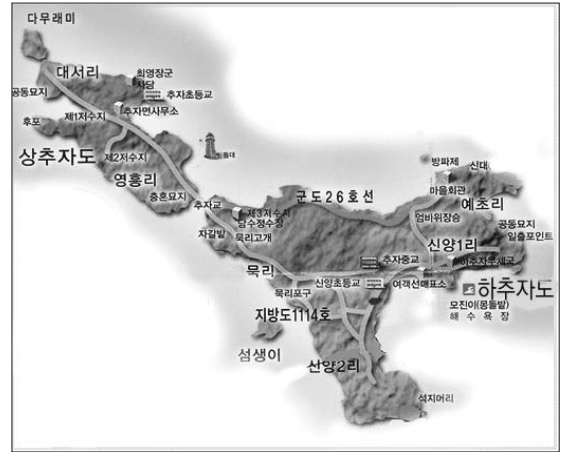 다무래미
대서리
최영장군
사당
추자초등교
공동묘지
추자면사무소
제1저수지
후포
제2저수지
상추자도
등대
영흥리
충혼묘지
추자교
방파제
신대
마을회관
군도26호선
예초리
제3저수지
담수정수장
엄바위장승
공동묘지
자갈밭
묵리고개
신양1리
일출포인트
묵리
추자중교
하추자우체국
신양초등교
여객선매표소
묵리포구
하추자도
지방도1114호
모진이(몽돌밭)
해수욕장
섬생이
산양2리
석지머리